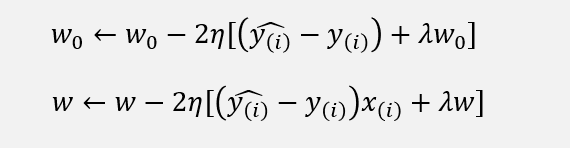 w₀ ← w₀ − 2η[(ŷ₍ᵢ₎ − y₍ᵢ₎) + λw₀]
w ← w − 2η[(ŷ₍ᵢ₎ − y₍ᵢ₎)x₍ᵢ₎ + λw]